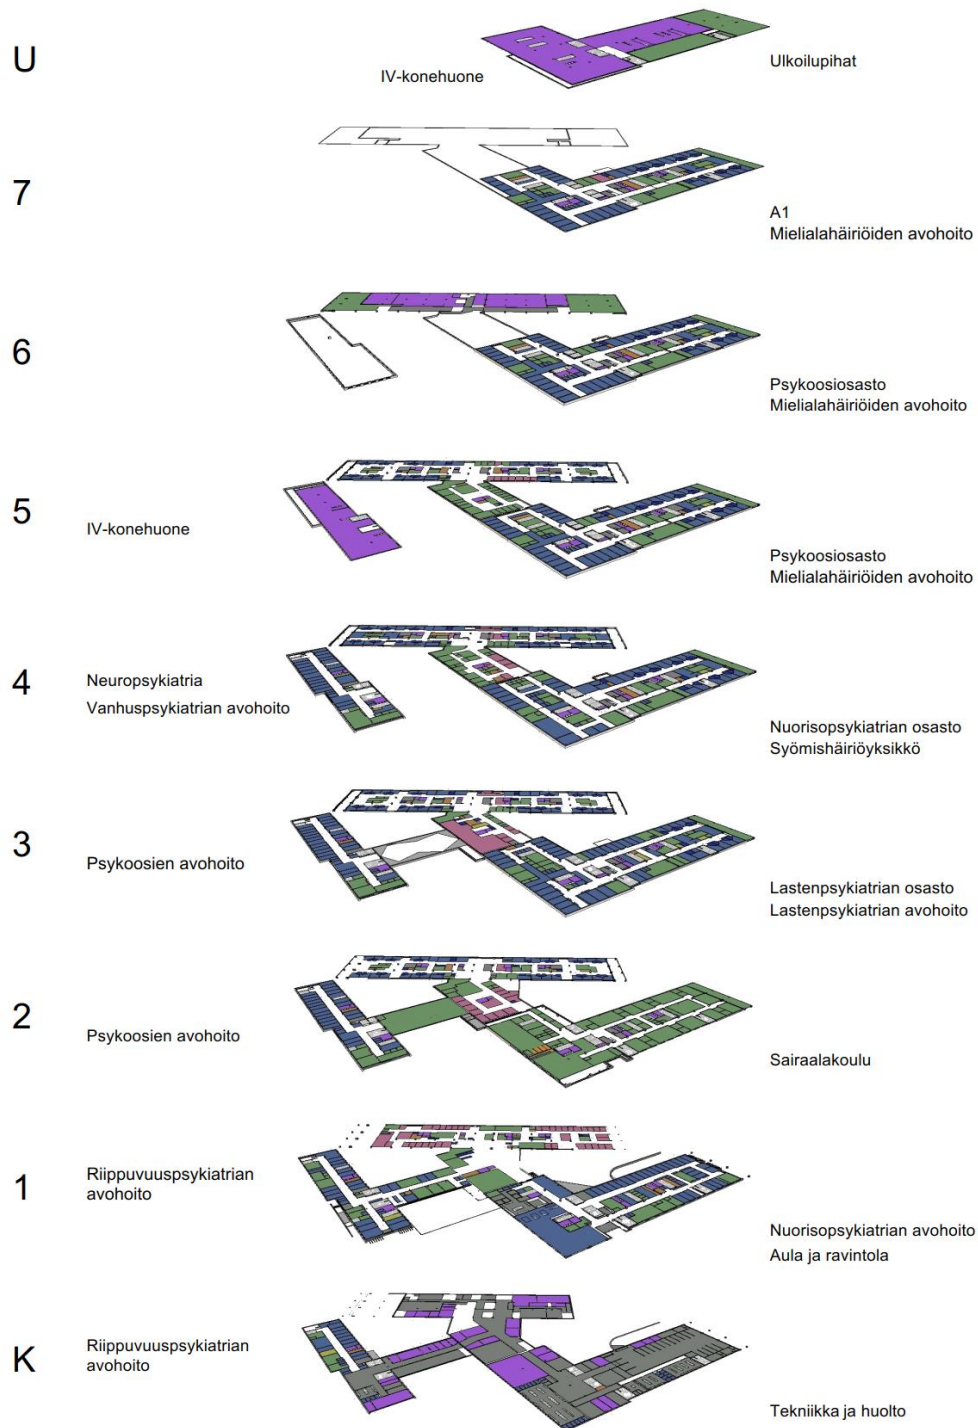 U
IV-konehuone
Ulkoilupihat
7
A1
Mielialahäiriöiden avohoito
6
Psykoosiosasto
Mielialahäiriöiden avohoito
5
IV-konehuone
Psykoosiosasto
Mielialahäiriöiden avohoito
4
Neuropsykiatria
Vanhuspsykiatrian avohoito
Nuorisopsykiatrian osasto
Syömishäiriöyksikkö
3
Psykoosien avohoito
Lastenpsykiatrian osasto
Lastenpsykiatrian avohoito
2
Psykoosien avohoito
Sairaalakoulu
1
Riippuvuuspsykiatrian
avohoito
Nuorisopsykiatrian avohoito
Aula ja ravintola
K
Riippuvuuspsykiatrian
avohoito
Tekniikka ja huolto